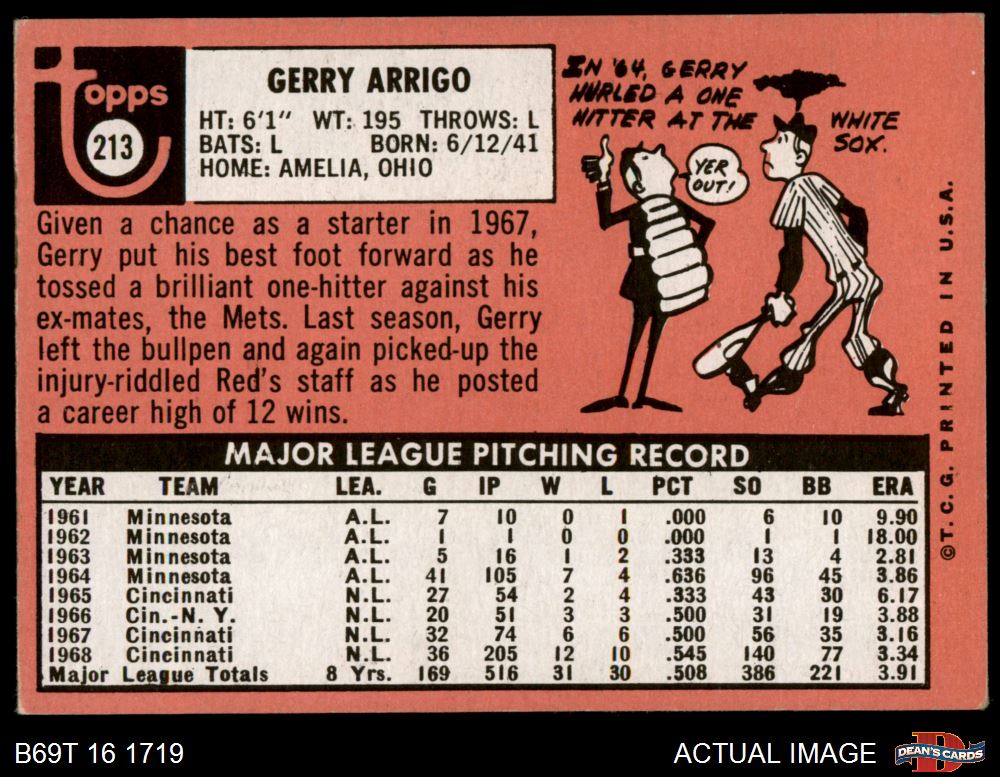 Topps
213
GERRY ARRIGO
HT: 6'1" WT: 195 THROWS: L
BATS: L BORN: 6/12/41
HOME: AMELIA, OHIO
IN '64, GERRY
HURLED A ONE
HITTER AT THE WHITE
SOX.
YER
OUT!
Given a chance as a starter in 1967,
Gerry put his best foot forward as he
tossed a brilliant one-hitter against his
ex-mates, the Mets. Last season, Gerry
left the bullpen and again picked-up the
injury-riddled Red's staff as he posted
a career high of 12 wins.
MAJOR LEAGUE PITCHING RECORD
YEAR TEAM LEA. G IP W L PCT SO BB ERA
1961 Minnesota A.L. 7 10 0 1 .000 6 10 9.90
1962 Minnesota A.L. 1 1 0 0 .000 1 1 18.00
1963 Minnesota A.L. 5 16 1 2 .333 13 4 2.81
1964 Minnesota A.L. 41 105 7 4 .636 96 45 3.86
1965 Cincinnati N.L. 27 54 2 4 .333 43 30 6.17
1966 Cin.-N. Y. N.L. 20 51 3 3 .500 31 19 3.88
1967 Cincinnati N.L. 32 74 6 6 .500 56 35 3.16
1968 Cincinnati N.L. 36 205 12 10 .545 140 77 3.34
Major League Totals 8 Yrs. 169 516 31 30 .508 386 221 3.91
©T. C. G. PRINTED IN U.S.A.
B69T 16 1719
ACTUAL IMAGE
D
DEAN'S CARDS